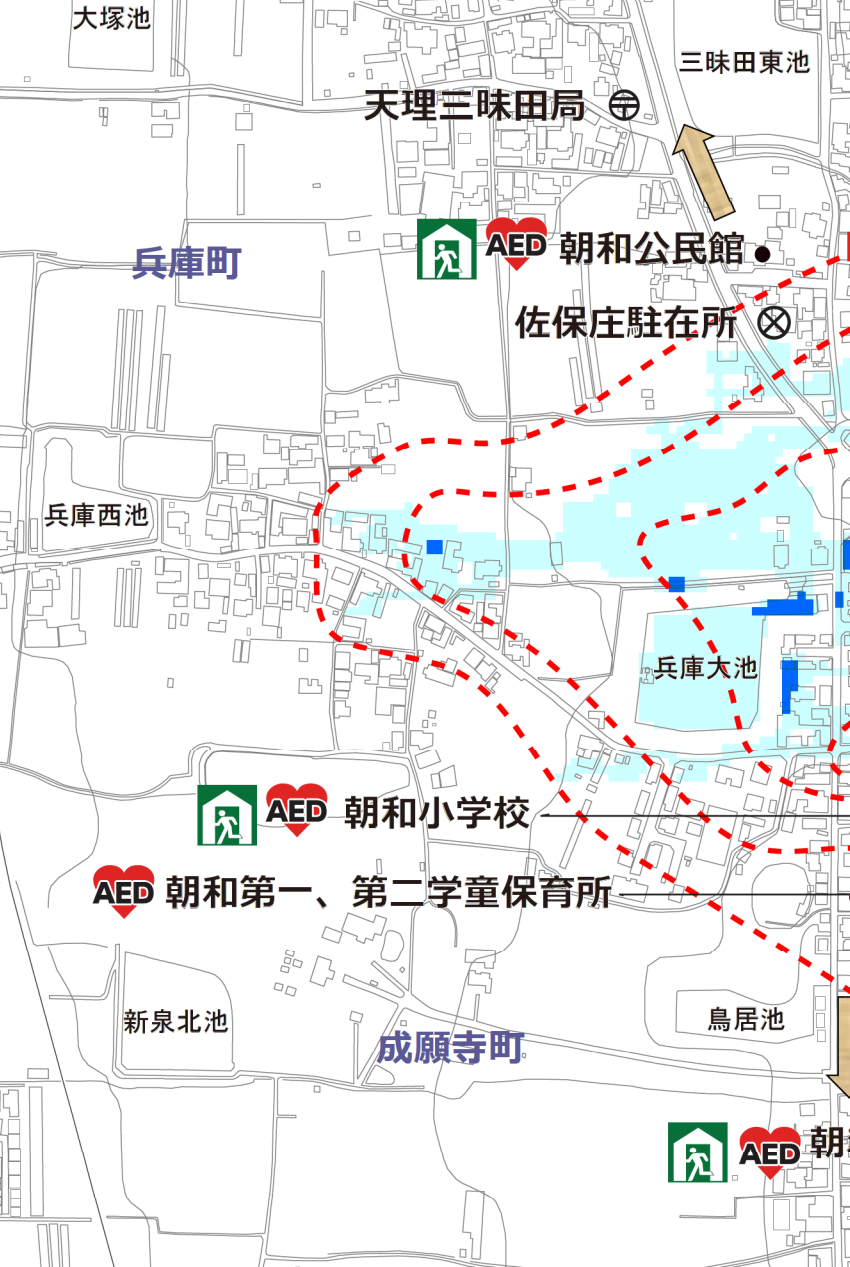 大塚池
三昧田東池
天理三昧田局
AED 朝和公民館
兵庫町
佐保庄駐在所
兵庫西池
兵庫大池
AED 朝和小学校
AED 朝和第一、第二学童保育所
新泉北池
鳥居池
成願寺町
AED 朝